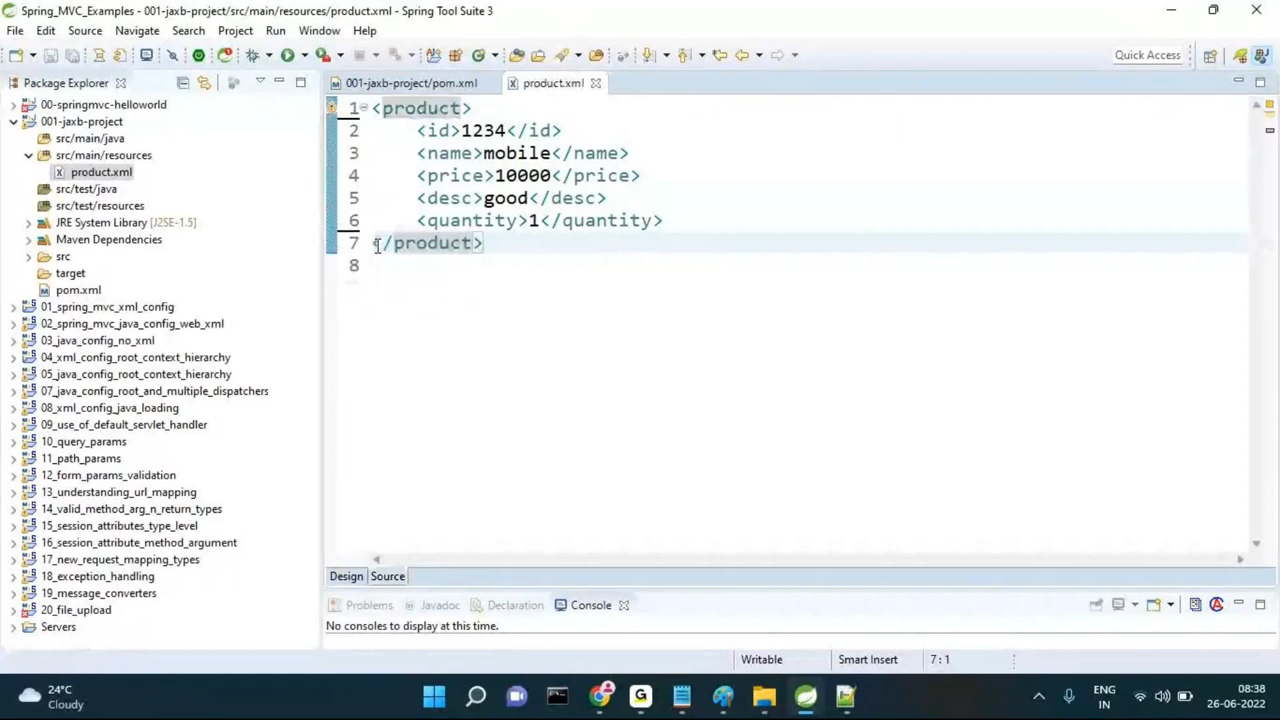 Spring_MVC_Examples - 001-jaxb-project/src/main/resources/product.xml - Spring Tool Suite 3
File Edit Source Navigate Search Project Run Window Help
Quick Access
Package Explorer
00-springmvc-helloworld
001-jaxb-project
src/main/java
src/main/resources
product.xml
src/test/java
src/test/resources
JRE System Library [J2SE-1.5]
Maven Dependencies
src
target
pom.xml
01_spring_mvc_xml_config
02_spring_mvc_java_config_web_xml
03_java_config_no_xml
04_xml_config_root_context_hierarchy
05_java_config_root_context_hierarchy
07_java_config_root_and_multiple_dispatchers
08_xml_config_java_loading
09_use_of_default_servlet_handler
10_query_params
11_path_params
12_form_params_validation
13_understanding_url_mapping
14_valid_method_arg_n_return_types
15_session_attributes_type_level
16_session_attribute_method_argument
17_new_request_mapping_types
18_exception_handling
19_message_converters
20_file_upload
Servers
001-jaxb-project/pom.xml product.xml
1 <product>
2 <id>1234</id>
3 <name>mobile</name>
4 <price>10000</price>
5 <desc>good</desc>
6 <quantity>1</quantity>
7 </product>
8
Design Source
Problems Javadoc Declaration Console
No consoles to display at this time.
Writable Smart Insert 7 : 1
24°C
Cloudy
ENG
IN
08:38
26-06-2022